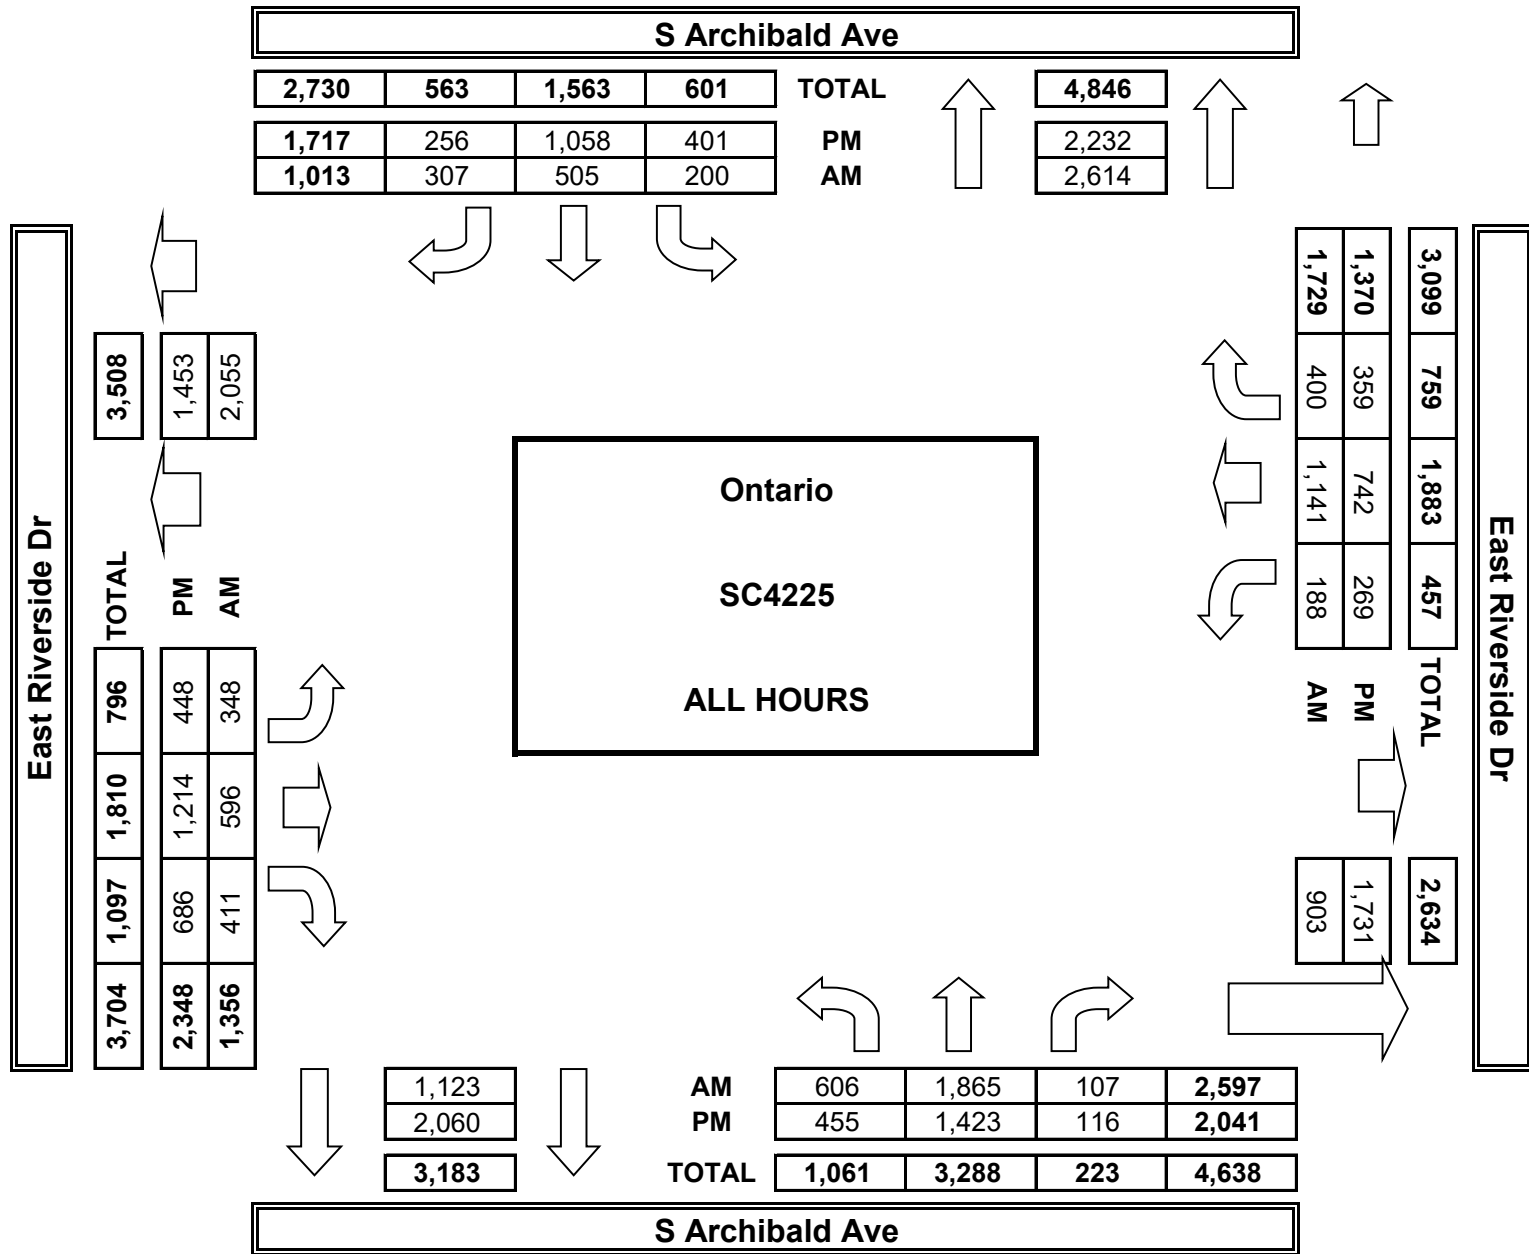 S Archibald Ave
2,730 563 1,563 601 TOTAL 4,846
1,717 256 1,058 401 PM 2,232
1,013 307 505 200 AM 2,614
East Riverside Dr
3,508
1,453
2,055
TOTAL
PM
AM
796 1,810 1,097 3,704
448 1,214 686 2,348
348 596 411 1,356
Ontario
SC4225
ALL HOURS
3,099 759 1,883 457 TOTAL 2,634
1,370 359 742 269 PM 1,731
1,729 400 1,141 188 AM 903
East Riverside Dr
1,123 AM 606 1,865 107 2,597
2,060 PM 455 1,423 116 2,041
3,183 TOTAL 1,061 3,288 223 4,638
S Archibald Ave